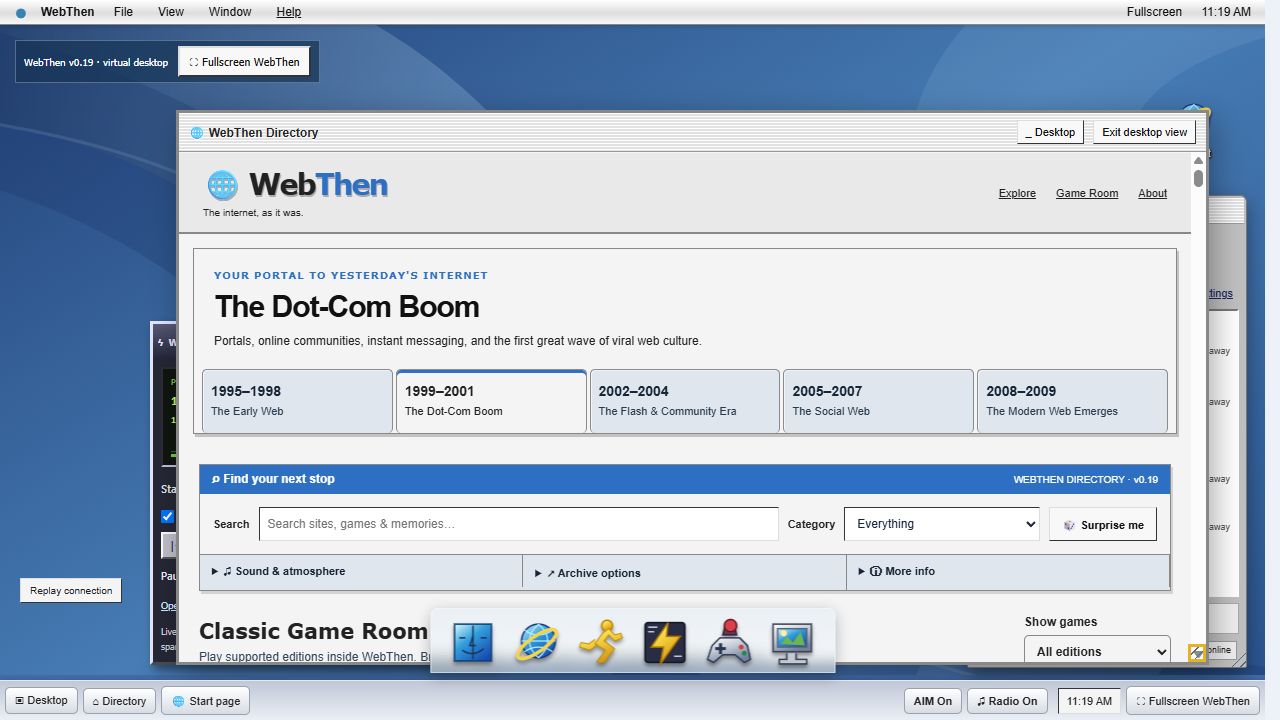 WebThen File View Window Help Fullscreen 11:19 AM
WebThen v0.19 · virtual desktop Fullscreen WebThen
WebThen Directory _ Desktop Exit desktop view
WebThen
The internet, as it was.
Explore Game Room About
YOUR PORTAL TO YESTERDAY'S INTERNET
The Dot-Com Boom
Portals, online communities, instant messaging, and the first great wave of viral web culture.
1995–1998 1999–2001 2002–2004 2005–2007 2008–2009
The Early Web The Dot-Com Boom The Flash & Community Era The Social Web The Modern Web Emerges
away
away
away
away
Find your next stop WEBTHEN DIRECTORY · v0.19
Search Search sites, games & memories… Category Everything Surprise me
Sound & atmosphere Archive options More info
Replay connection
Classic Game Room Show games
Play supported editions inside WebThen. All editions
online
Desktop Directory Start page AIM On Radio On 11:19 AM Fullscreen WebThen